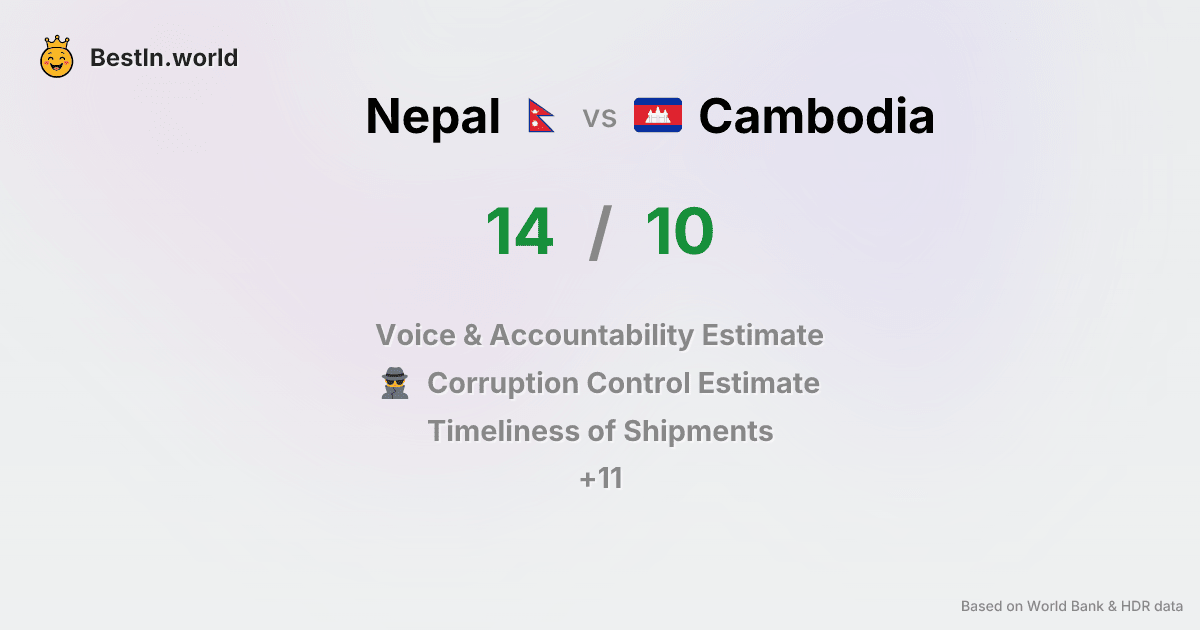 BestIn.world
Nepal vs Cambodia
14 / 10
Voice & Accountability Estimate
Corruption Control Estimate
Timeliness of Shipments
+11
Based on World Bank & HDR data